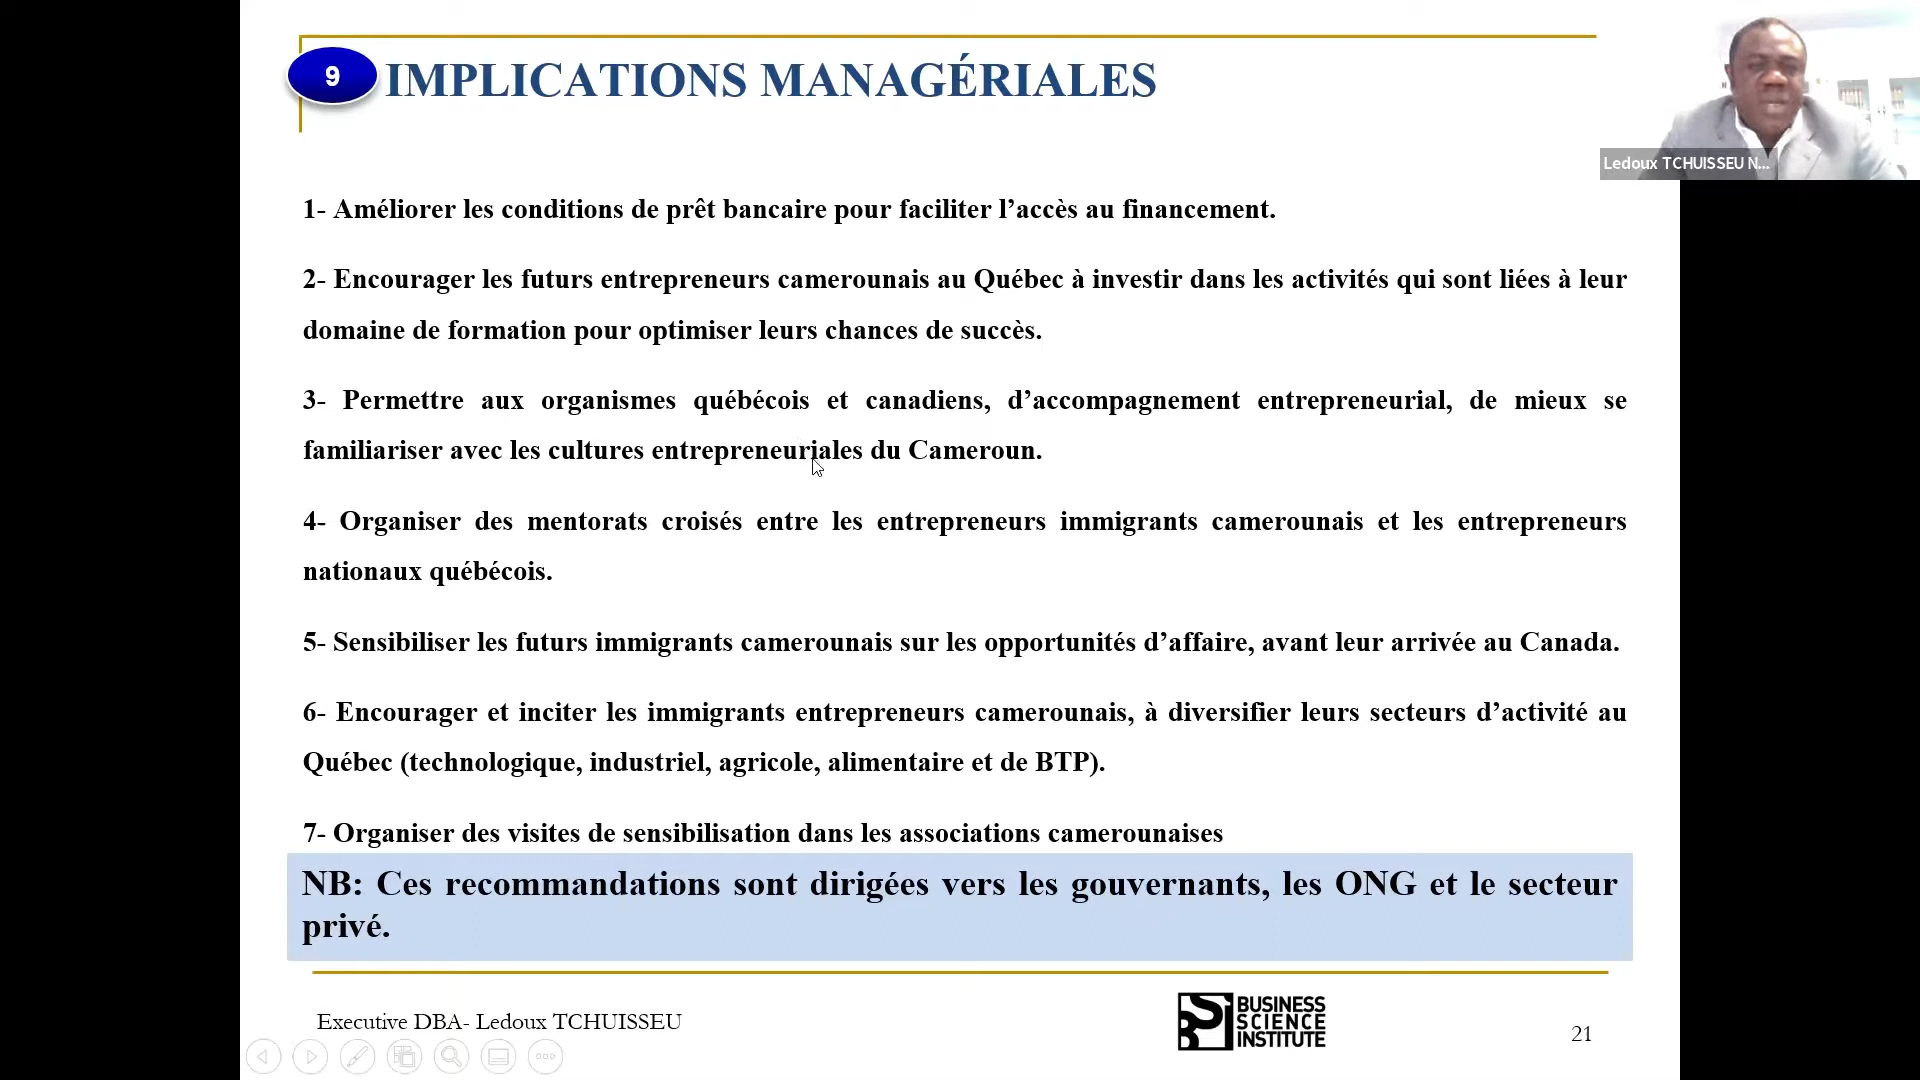 9
IMPLICATIONS MANAGÉRIALES
Ledoux TCHUISSEU N...
1- Améliorer les conditions de prêt bancaire pour faciliter l’accès au financement.
2- Encourager les futurs entrepreneurs camerounais au Québec à investir dans les activités qui sont liées à leur
domaine de formation pour optimiser leurs chances de succès.
3- Permettre aux organismes québécois et canadiens, d’accompagnement entrepreneurial, de mieux se
familiariser avec les cultures entrepreneuriales du Cameroun.
4- Organiser des mentorats croisés entre les entrepreneurs immigrants camerounais et les entrepreneurs
nationaux québécois.
5- Sensibiliser les futurs immigrants camerounais sur les opportunités d’affaire, avant leur arrivée au Canada.
6- Encourager et inciter les immigrants entrepreneurs camerounais, à diversifier leurs secteurs d’activité au
Québec (technologique, industriel, agricole, alimentaire et de BTP).
7- Organiser des visites de sensibilisation dans les associations camerounaises
NB: Ces recommandations sont dirigées vers les gouvernants, les ONG et le secteur
privé.
Executive DBA- Ledoux TCHUISSEU
BUSINESS
SCIENCE
INSTITUTE
21